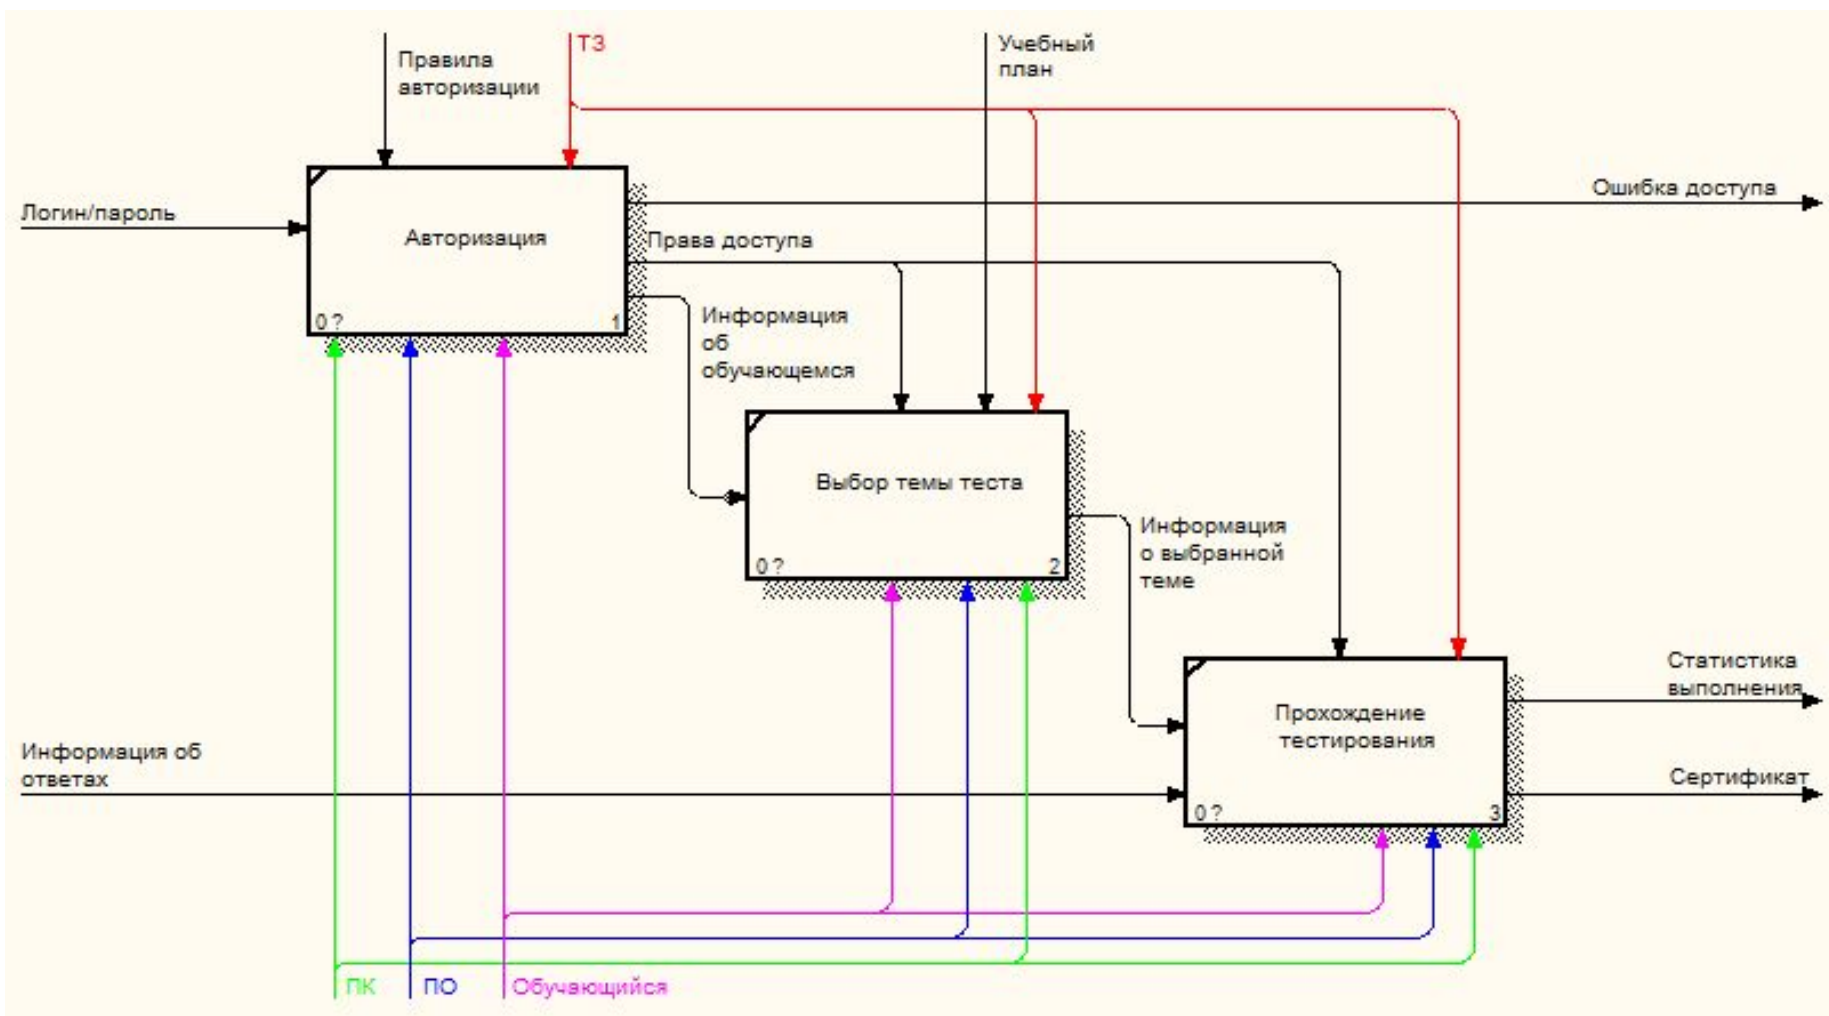 Правила
авторизации
ТЗ
Учебный
план
Логин/пароль
Авторизация
0 ?
1
Ошибка доступа
Права доступа
Информация
об
обучающемся
Выбор темы теста
0 ?
2
Информация
о выбранной
теме
Прохождение
тестирования
0 ?
3
Статистика
выполнения
Сертификат
Информация об
ответах
ПК
ПО
Обучающийся